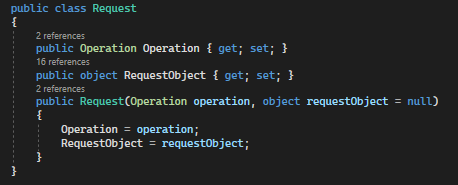 public class Request
{
2 references
public Operation Operation { get; set; }
16 references
public object RequestObject { get; set; }
2 references
public Request(Operation operation, object requestObject = null)
{
Operation = operation;
RequestObject = requestObject;
}
}